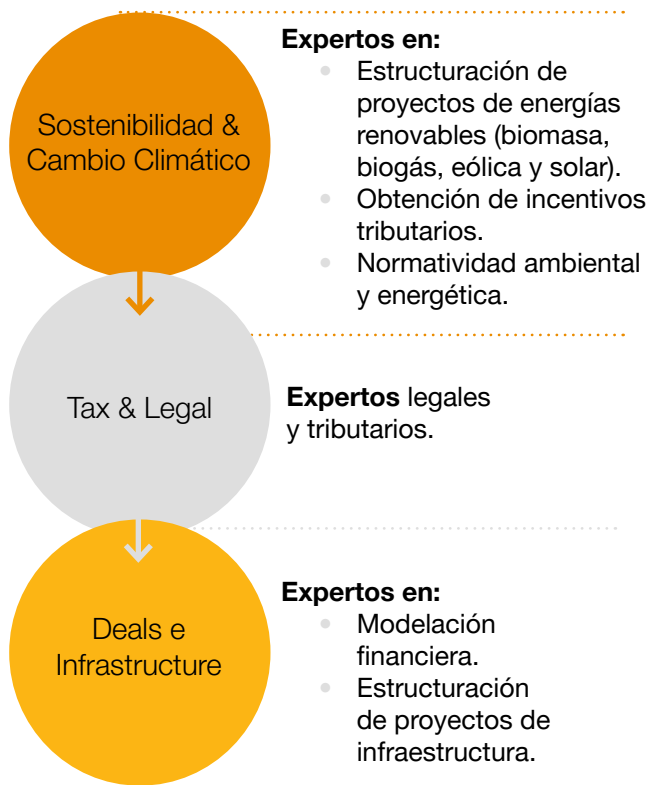 Sostenibilidad &
Cambio Climático
Expertos en:
Estructuración de
proyectos de energías
renovables (biomasa,
biogás, eólica y solar).
Obtención de incentivos
tributarios.
Normatividad ambiental
y energética.
Tax & Legal
Expertos legales
y tributarios.
Deals e
Infrastructure
Expertos en:
Modelación
financiera.
Estructuración
de proyectos de
infraestructura.